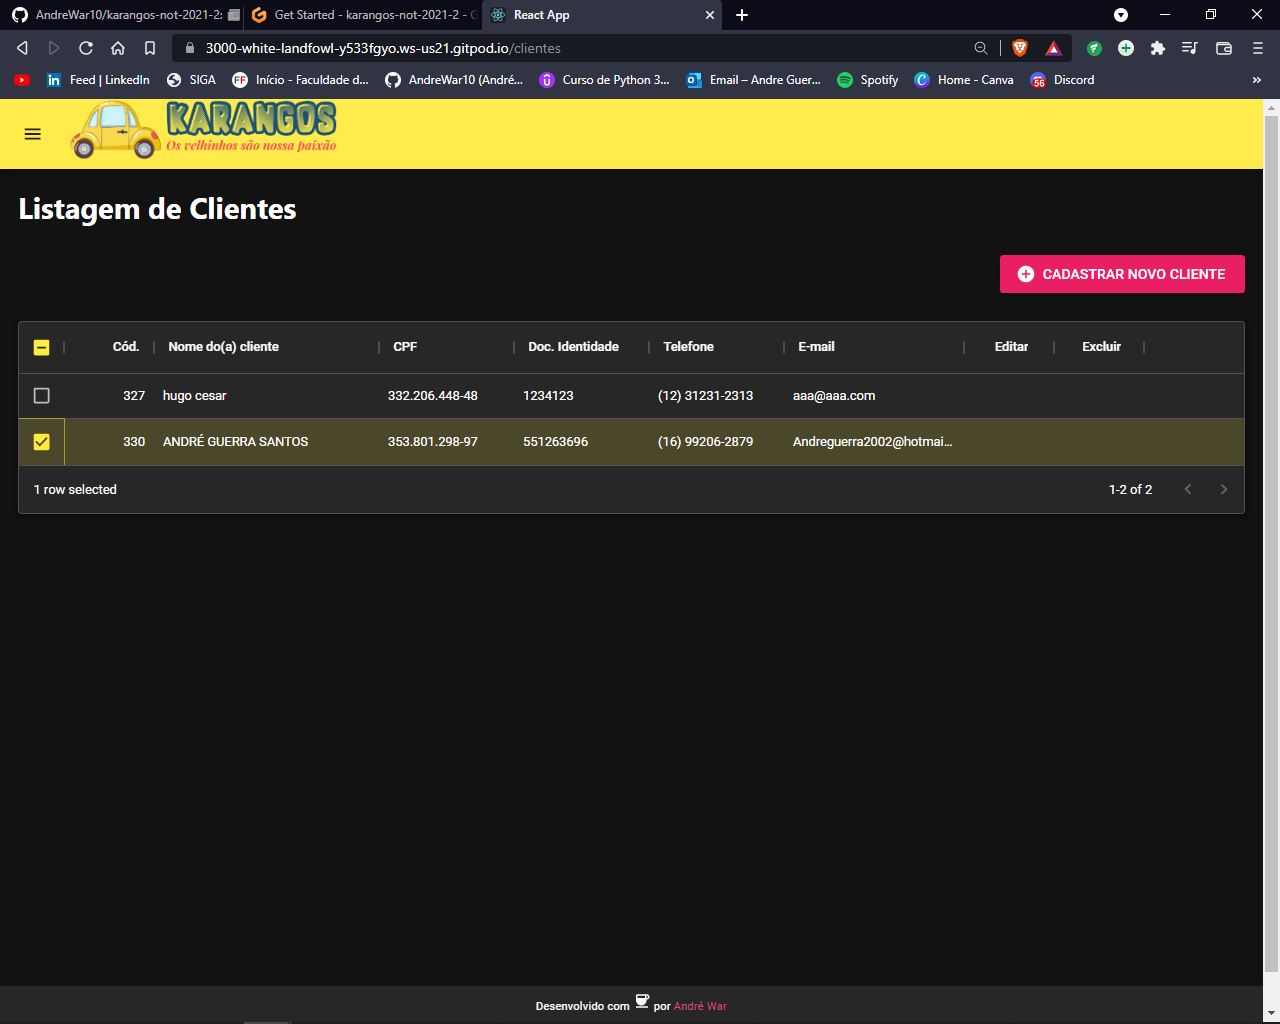 AndreWar10/karangos-not-2021-2:
Get Started - karangos-not-2021-2 - G
React App
3000-white-landfowl-y533fgyo.ws-us21.gitpod.io/clientes
Feed | LinkedIn
SIGA
Início - Faculdade d...
AndreWar10 (André...
Curso de Python 3...
Email – Andre Guer...
Spotify
Home - Canva
56 Discord
»
KARANGOS
Os velhinhos são nossa paixão
Listagem de Clientes
CADASTRAR NOVO CLIENTE
Cód. Nome do(a) cliente CPF Doc. Identidade Telefone E-mail Editar Excluir
327 hugo cesar 332.206.448-48 1234123 (12) 31231-2313 aaa@aaa.com
330 ANDRÉ GUERRA SANTOS 353.801.298-97 551263696 (16) 99206-2879 Andreguerra2002@hotmai...
1 row selected 1-2 of 2
Desenvolvido com por André War